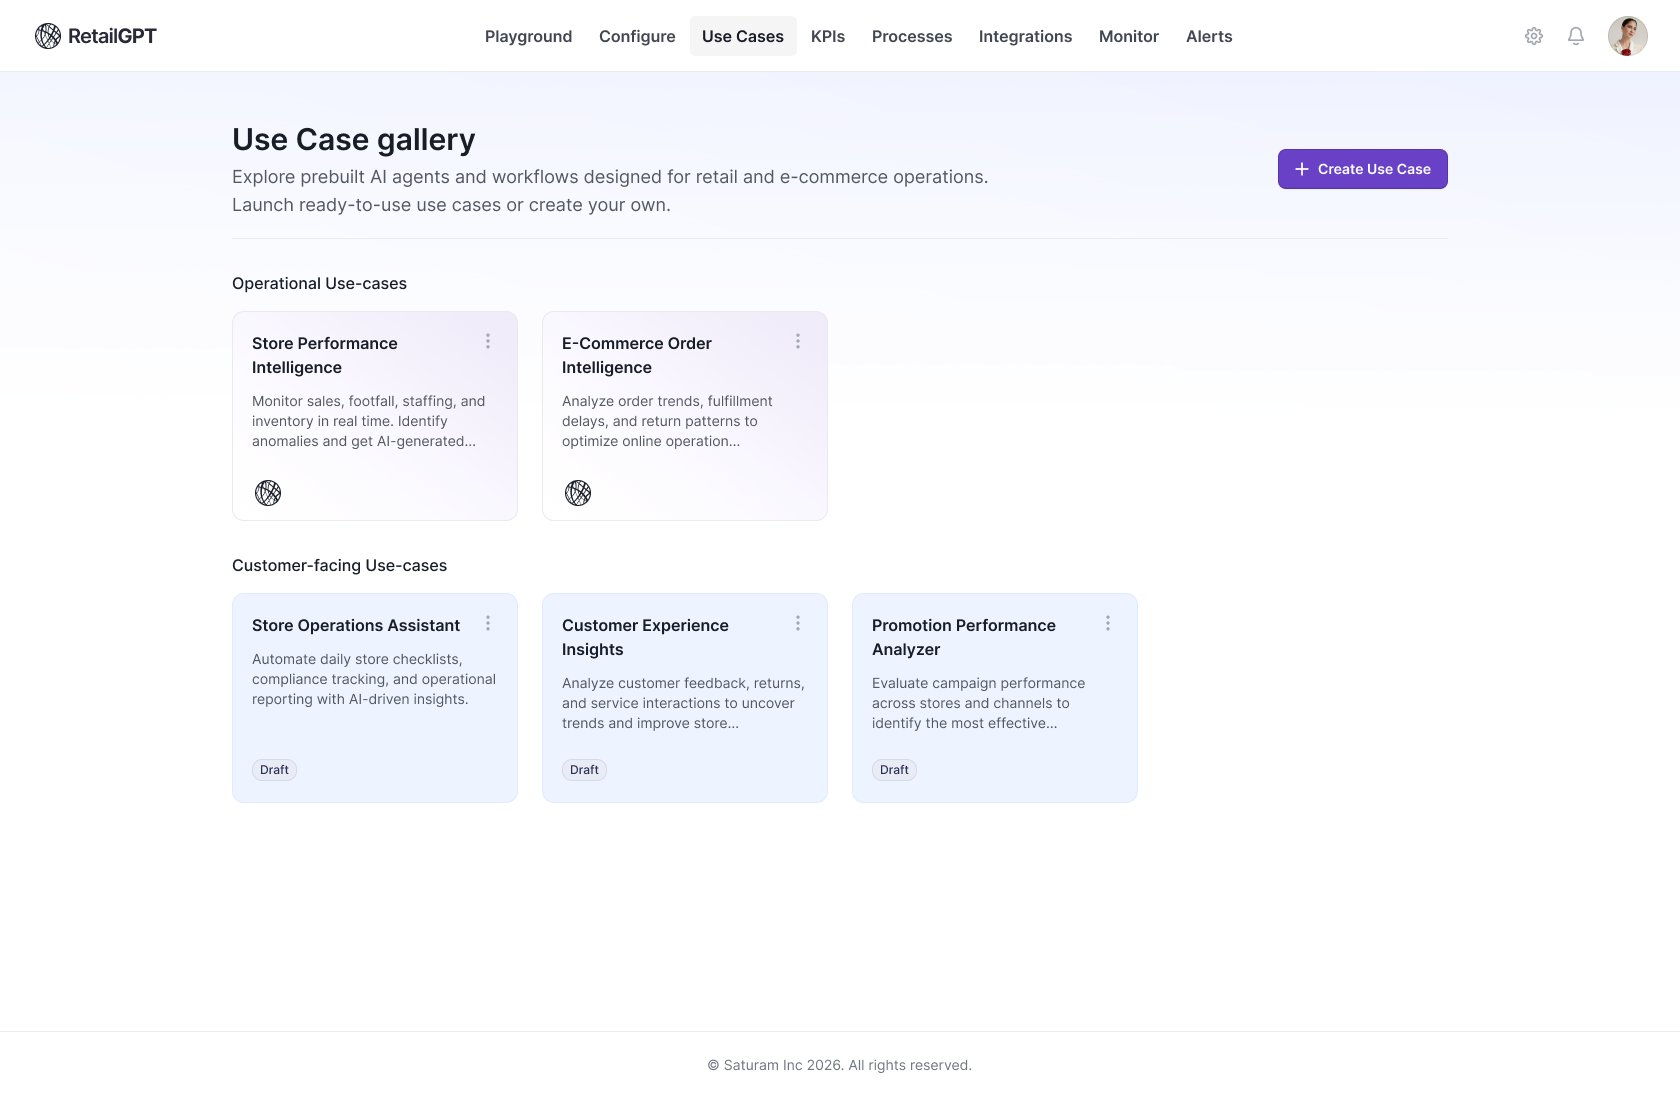 RetailGPT
Playground
Configure
Use Cases
KPIs
Processes
Integrations
Monitor
Alerts
Use Case gallery
Explore prebuilt AI agents and workflows designed for retail and e-commerce operations.
Launch ready-to-use use cases or create your own.
Create Use Case
Operational Use-cases
Store Performance
Intelligence
Monitor sales, footfall, staffing, and
inventory in real time. Identify
anomalies and get AI-generated...
E-Commerce Order
Intelligence
Analyze order trends, fulfillment
delays, and return patterns to
optimize online operation...
Customer-facing Use-cases
Store Operations Assistant
Automate daily store checklists,
compliance tracking, and operational
reporting with AI-driven insights.
Draft
Customer Experience
Insights
Analyze customer feedback, returns,
and service interactions to uncover
trends and improve store...
Draft
Promotion Performance
Analyzer
Evaluate campaign performance
across stores and channels to
identify the most effective...
Draft
© Saturam Inc 2026. All rights reserved.